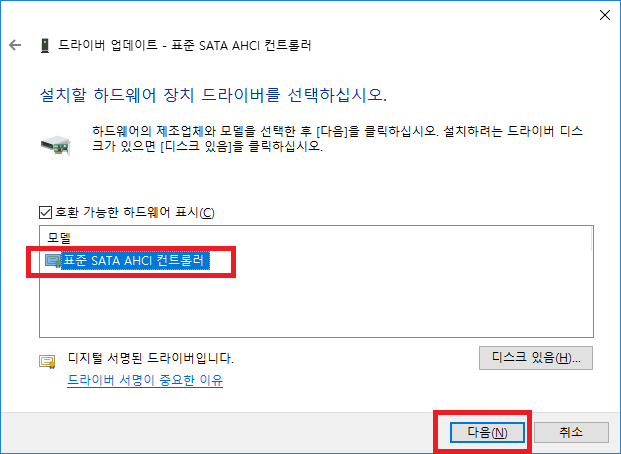 드라이버 업데이트 - 표준 SATA AHCI 컨트롤러
설치할 하드웨어 장치 드라이버를 선택하십시오.
하드웨어의 제조업체와 모델을 선택한 후 [다음]을 클릭하십시오. 설치하려는 드라이버 디스
크가 있으면 [디스크 있음]을 클릭하십시오.
호환 가능한 하드웨어 표시(C)
모델
표준 SATA AHCI 컨트롤러
디지털 서명된 드라이버입니다.
디스크 있음(H)...
드라이버 서명이 중요한 이유
다음(N)
취소